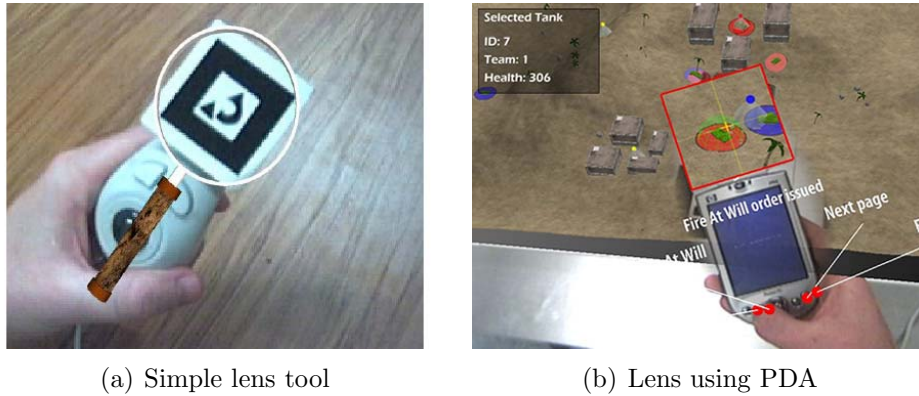 Selected Tank
ID: 7
Team: 1
Health: 306
Fire At Will order issued
Next page
At Will
(a) Simple lens tool
(b) Lens using PDA